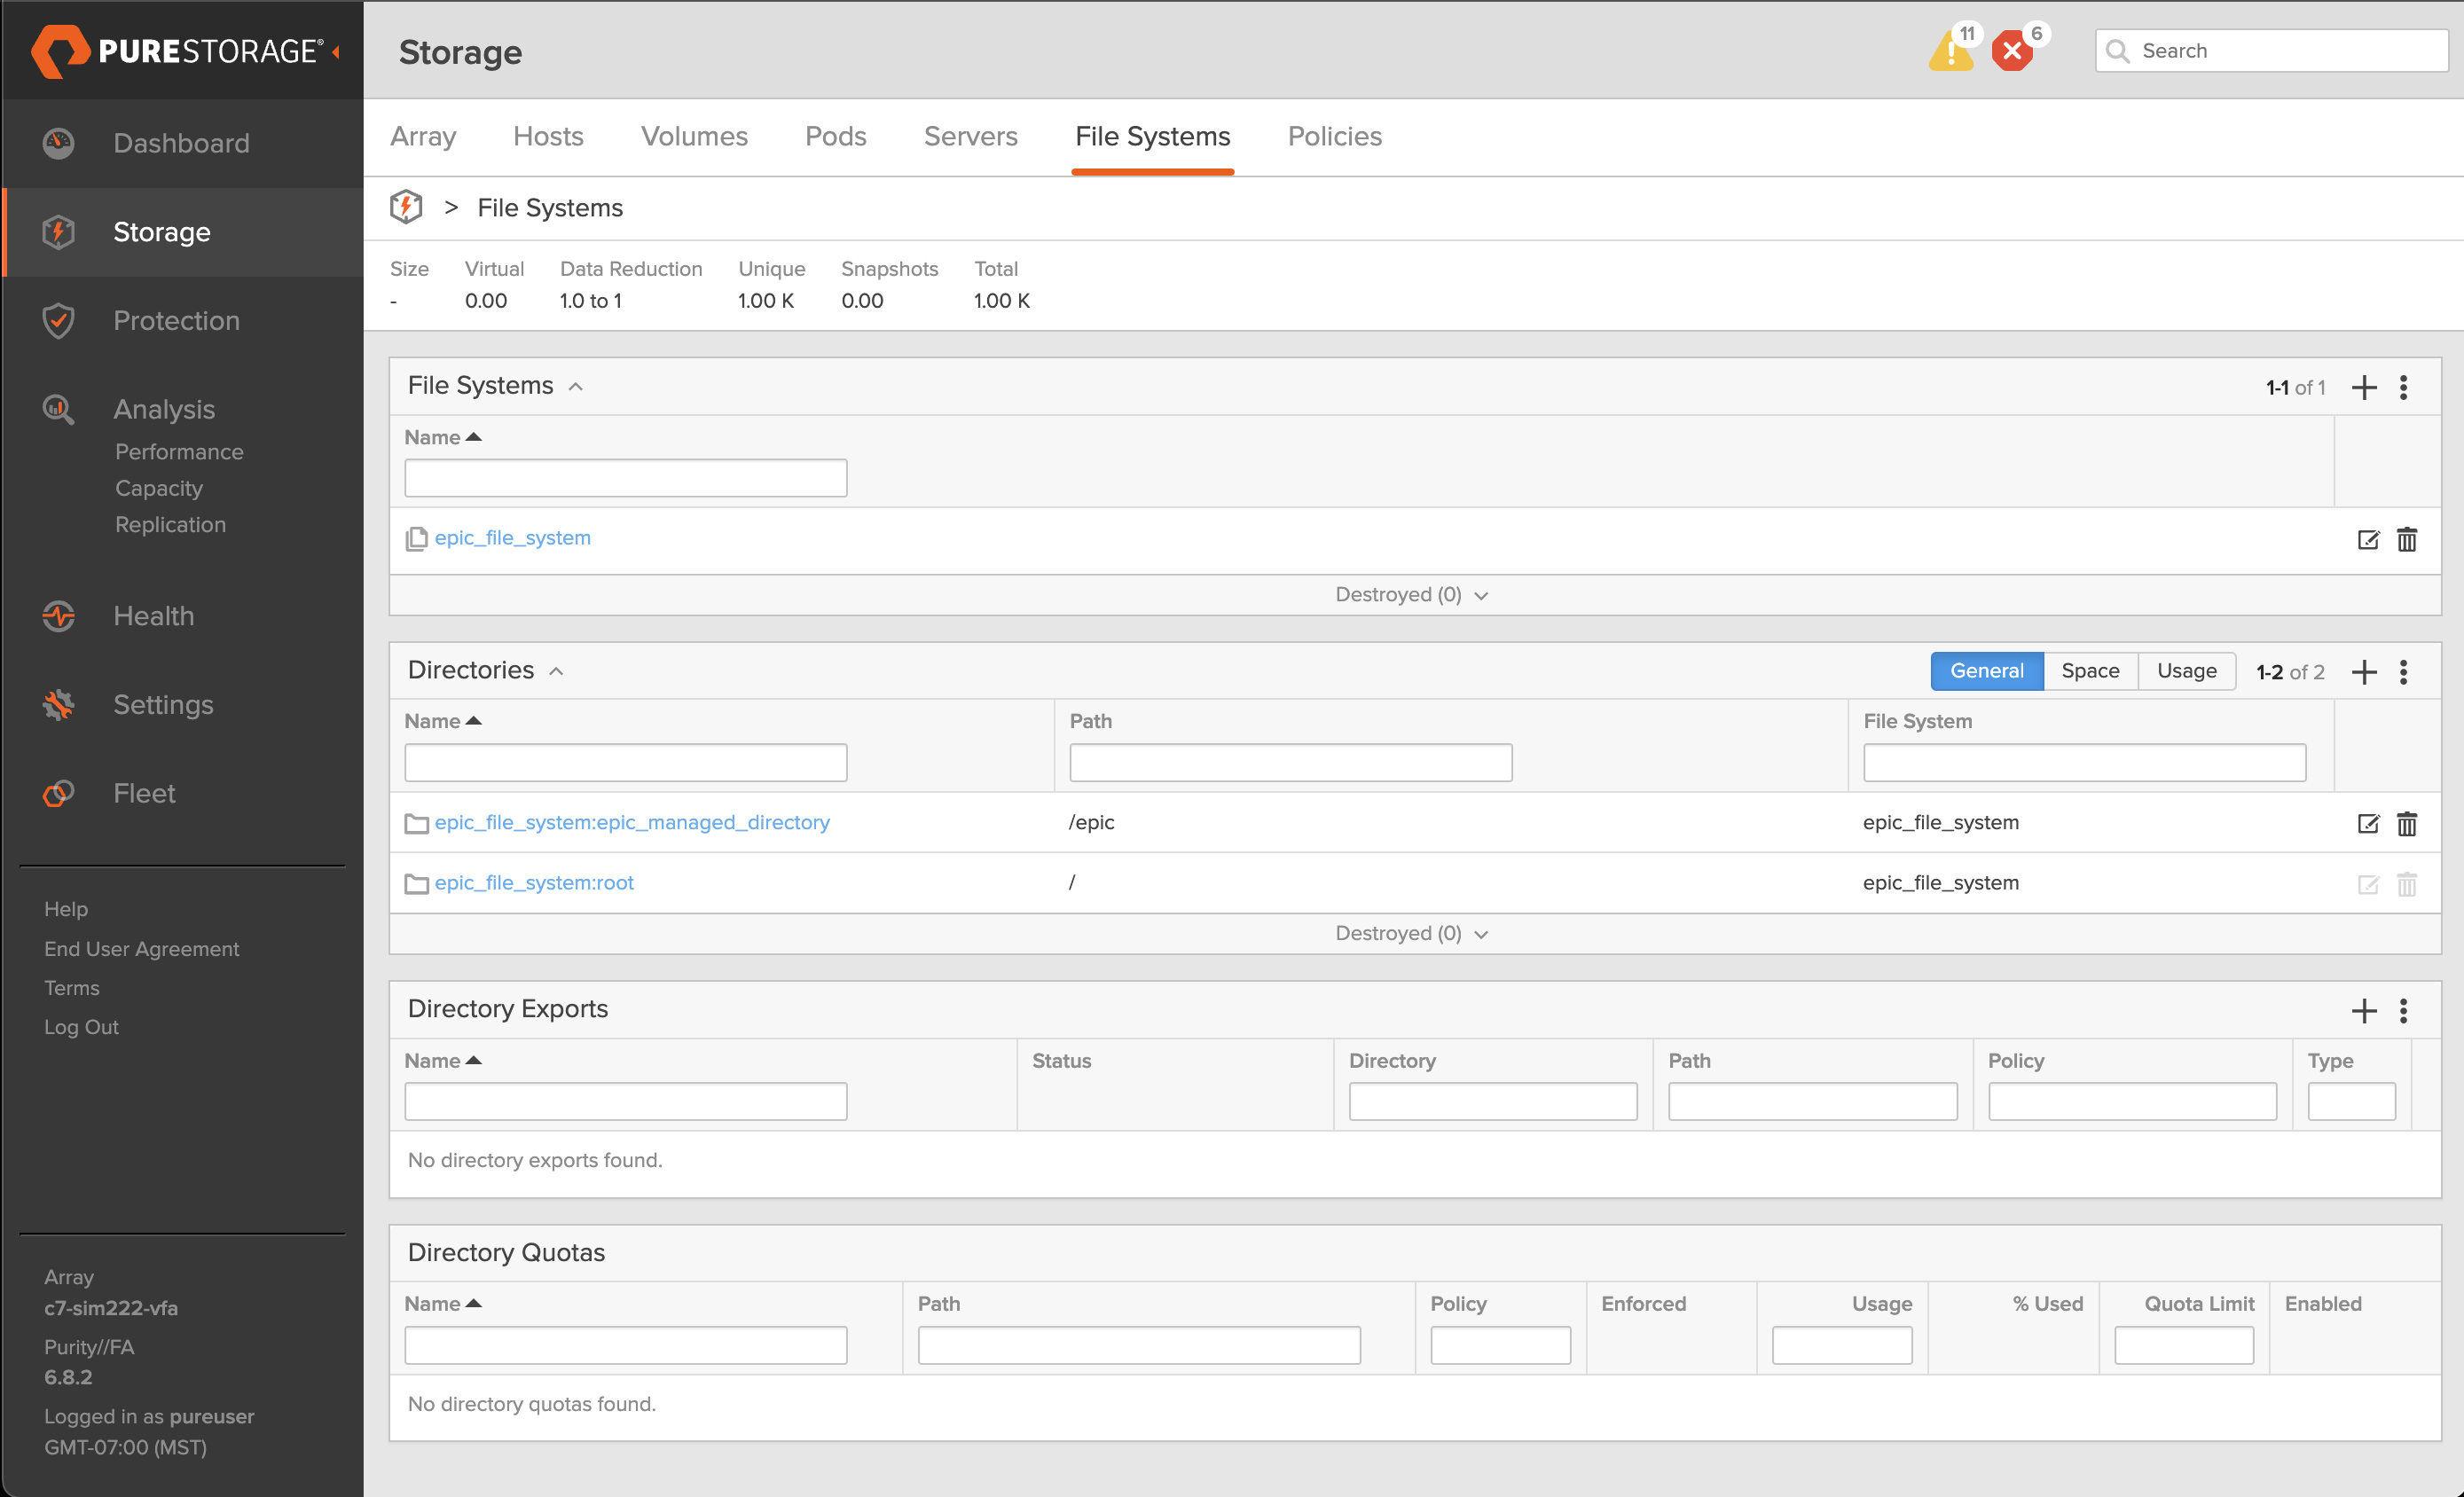 PURESTORAGE®
Storage
11
6
Search
Dashboard
Storage
Protection
Analysis
Performance
Capacity
Replication
Health
Settings
Fleet
Help
End User Agreement
Terms
Log Out
Array
c7-sim222-vfa
Purity//FA
6.8.2
Logged in as pureuser
GMT-07:00 (MST)
Array Hosts Volumes Pods Servers File Systems Policies
> File Systems
Size Virtual Data Reduction Unique Snapshots Total
- 0.00 1.0 to 1 1.00 K 0.00 1.00 K
File Systems 1-1 of 1
Name
epic_file_system
Destroyed (0)
Directories General Space Usage 1-2 of 2
Name Path File System
epic_file_system:epic_managed_directory /epic epic_file_system
epic_file_system:root / epic_file_system
Destroyed (0)
Directory Exports
Name Status Directory Path Policy Type
No directory exports found.
Directory Quotas
Name Path Policy Enforced Usage % Used Quota Limit Enabled
No directory quotas found.